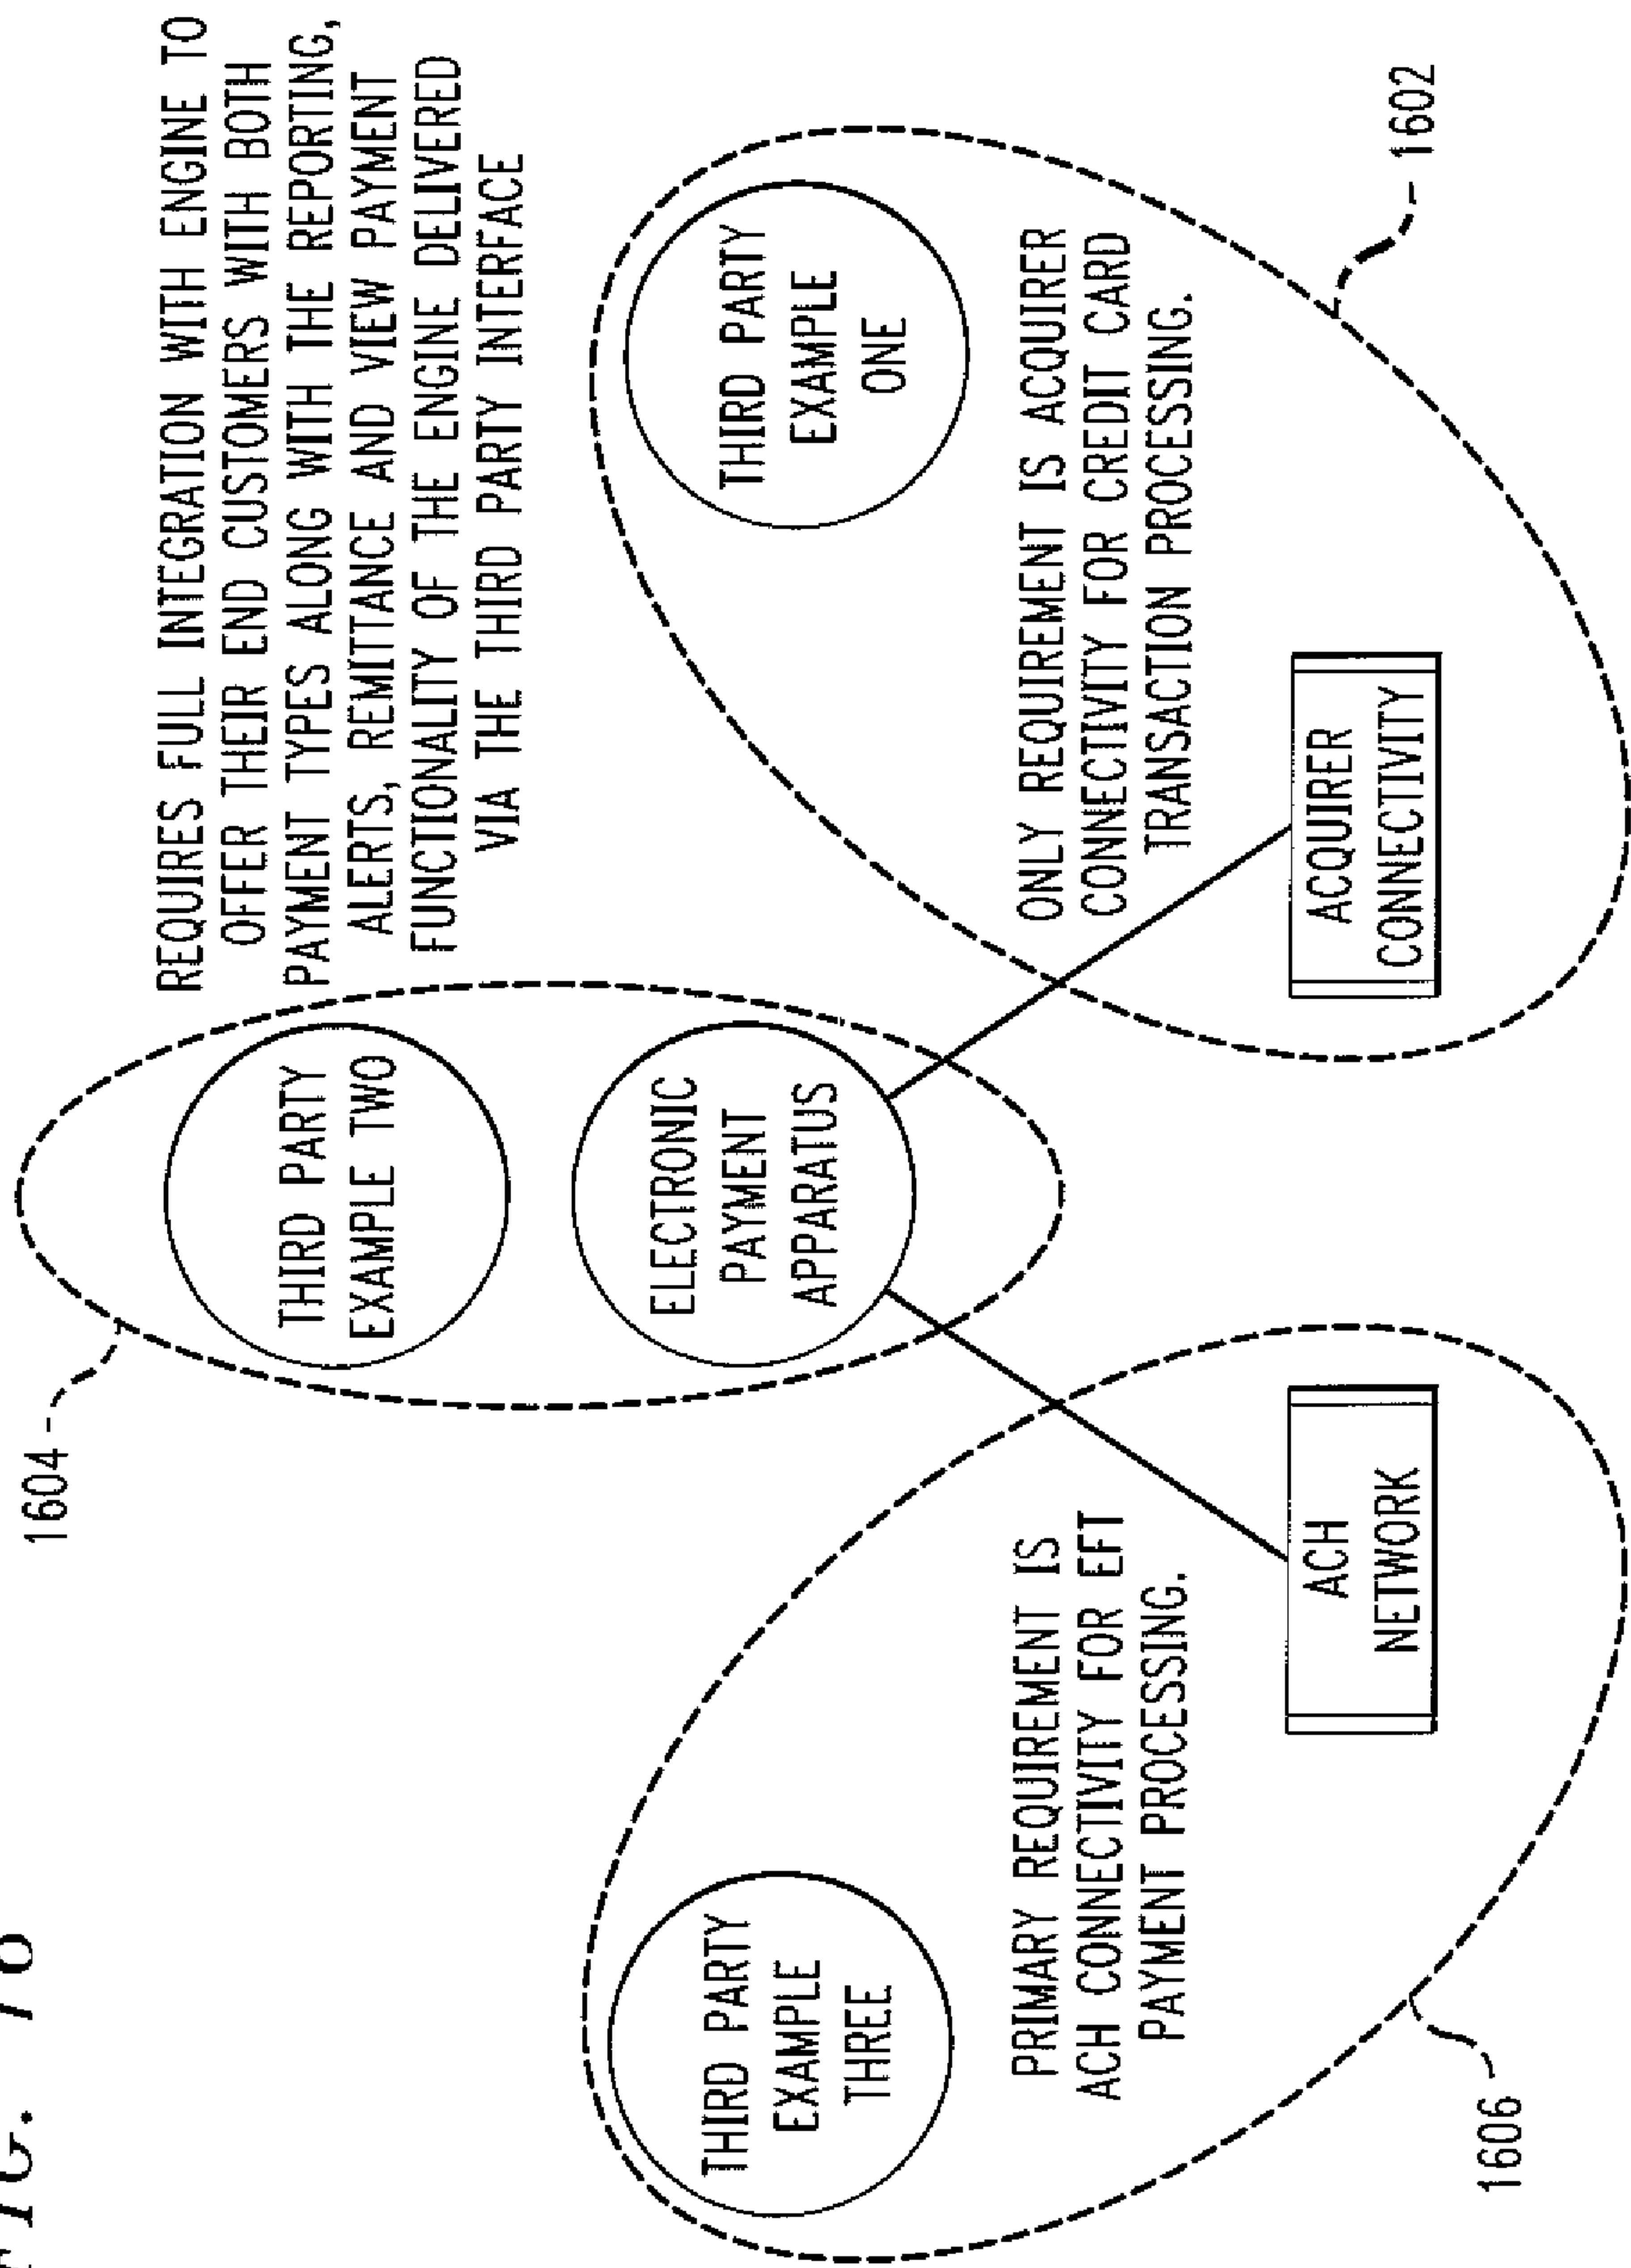 FIG. 16
1604
REQUIRES FULL INTEGRATION WITH ENGINE TO
OFFER THEIR END CUSTOMERS WITH BOTH
PAYMENT TYPES ALONG WITH THE REPORTING,
ALERTS, REMITTANCE AND VIEW PAYMENT
FUNCTIONALITY OF THE ENGINE DELIVERED
VIA THE THIRD PARTY INTERFACE
THIRD PARTY
EXAMPLE TWO
ELECTRONIC
PAYMENT
APPARATUS
THIRD PARTY
EXAMPLE
THREE
PRIMARY REQUIREMENT IS
ACH CONNECTIVITY FOR EFT
PAYMENT PROCESSING.
ACH
NETWORK
1606
THIRD PARTY
EXAMPLE
ONE
ONLY REQUIREMENT IS ACQUIRER
CONNECTIVITY FOR CREDIT CARD
TRANSACTION PROCESSING.
ACQUIRER
CONNECTIVITY
1602